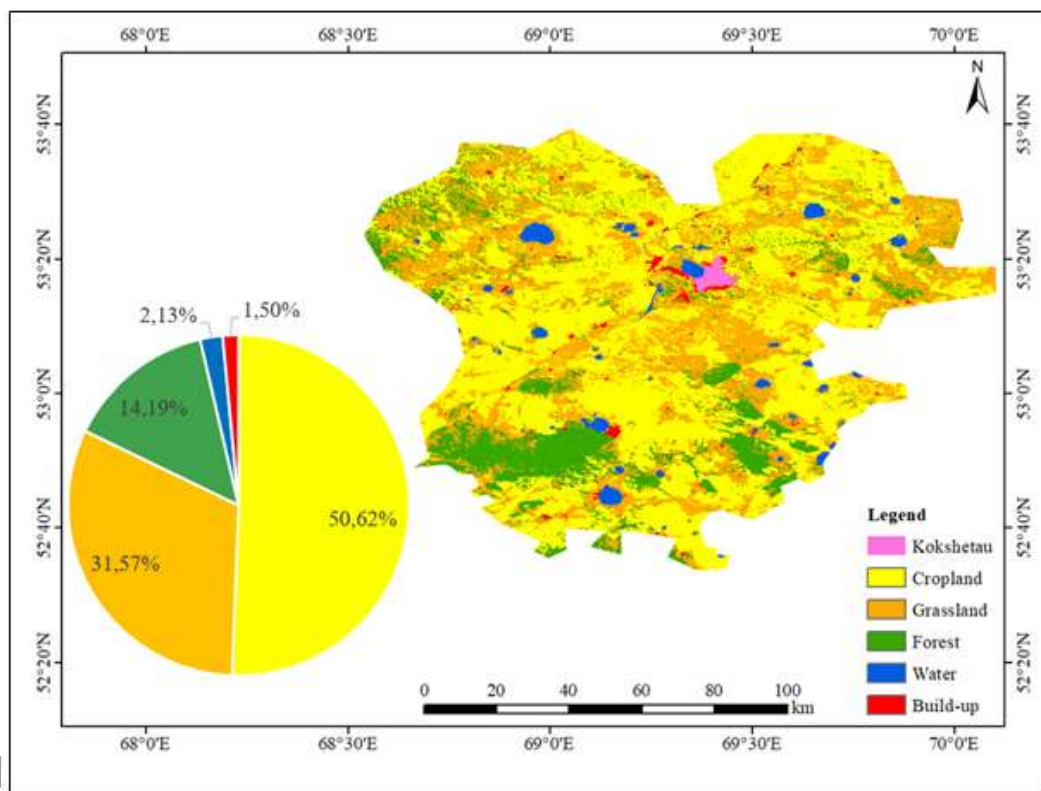 68°0'E 68°30'E 69°0'E 69°30'E 70°0'E
N
53°40'N 53°40'N
53°20'N 53°20'N
2,13% 1,50%
14,19%
53°0'N 53°0'N
50,62%
31,57%
52°40'N 52°40'N
52°20'N 52°20'N
Legend
Kokshetau
Cropland
Grassland
Forest
Water
Build-up
0 20 40 60 80 100
km
68°0'E 68°30'E 69°0'E 69°30'E 70°0'E